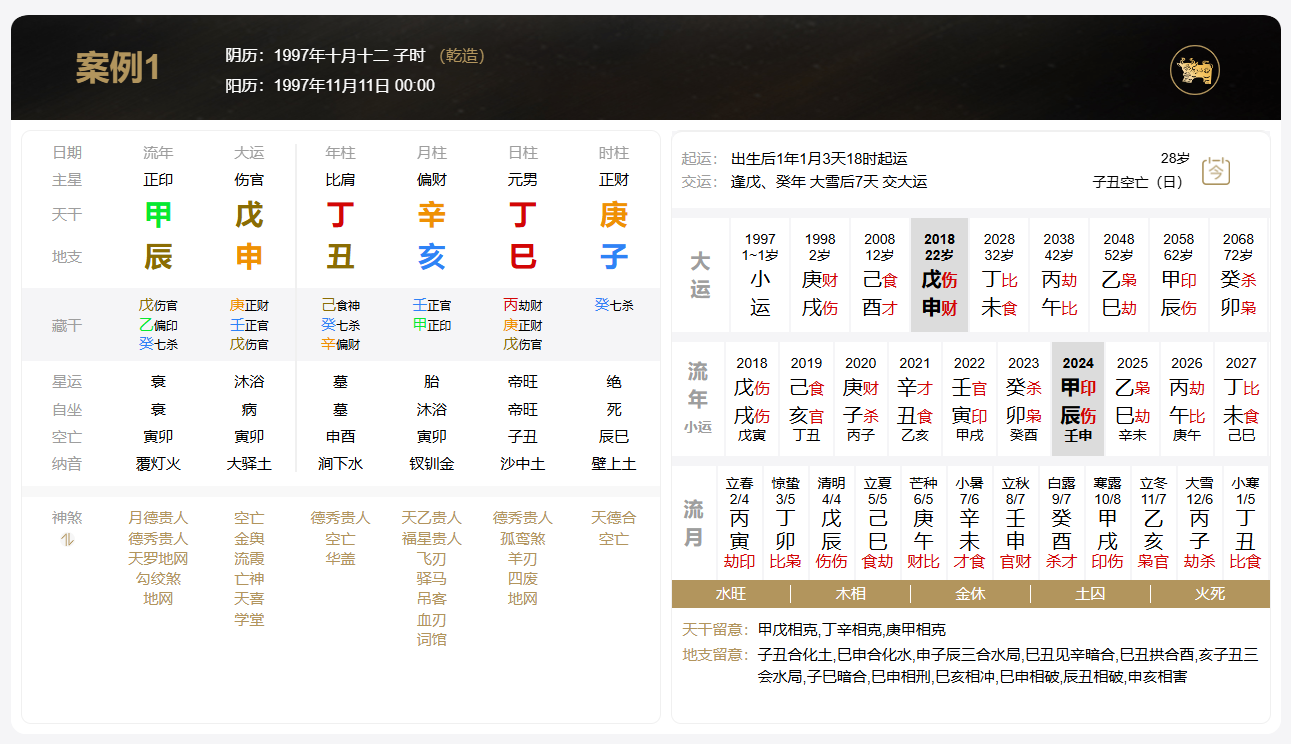 案例1
阴历：1997年十月十二 子时 （乾造）
阳历：1997年11月11日 00:00
日期 流年 大运 年柱 月柱 日柱 时柱
主星 正印 伤官 比肩 偏财 元男 正财
天干 甲 戊 丁 辛 丁 庚
地支 辰 申 丑 亥 巳 子
藏干 戊伤官 庚正财 己食神 壬正官 丙劫财 癸七杀
乙偏印 壬正官 癸七杀 甲正印 庚正财
癸七杀 戊伤官 辛偏财 戊伤官
星运 衰 沐浴 墓 胎 帝旺 绝
自坐 衰 病 墓 沐浴 帝旺 死
空亡 寅卯 寅卯 申酉 寅卯 子丑 辰巳
纳音 覆灯火 大驿土 涧下水 钗钏金 沙中土 壁上土
神煞 月德贵人 空亡 德秀贵人 天乙贵人 德秀贵人 天德合
德秀贵人 金舆 空亡 福星贵人 孤鸾煞 空亡
天罗地网 流霞 华盖 飞刃 羊刃
勾绞煞 亡神 驿马 四废
地网 天喜 吊客 地网
学堂 血刃
词馆
起运： 出生后1年1月3天18时起运 28岁
交运： 逢戊、癸年 大雪后7天 交大运 子丑空亡（日）
今
大运
1997 1998 2008 2018 2028 2038 2048 2058 2068
1~1岁 2岁 12岁 22岁 32岁 42岁 52岁 62岁 72岁
小 庚财 己食 戊伤 丁比 丙劫 乙枭 甲印 癸杀
运 戌伤 酉才 申财 未食 午比 巳劫 辰伤 卯枭
流年
小运
2018 2019 2020 2021 2022 2023 2024 2025 2026 2027
戊伤 己食 庚财 辛才 壬官 癸杀 甲印 乙枭 丙劫 丁比
戌伤 亥官 子杀 丑食 寅印 卯枭 辰伤 巳劫 午比 未食
戊寅 丁丑 丙子 乙亥 甲戌 癸酉 壬申 辛未 庚午 己巳
流月
立春 惊蛰 清明 立夏 芒种 小暑 立秋 白露 寒露 立冬 大雪 小寒
2/4 3/5 4/4 5/5 6/5 7/6 8/7 9/7 10/8 11/7 12/6 1/5
丙 丁 戊 己 庚 辛 壬 癸 甲 乙 丙 丁
寅 卯 辰 巳 午 未 申 酉 戌 亥 子 丑
劫印 比枭 伤伤 食劫 财比 才食 官财 杀才 印伤 枭官 劫杀 比食
水旺 木相 金休 土囚 火死
天干留意： 甲戊相克,丁辛相克,庚甲相克
地支留意： 子丑合化土,巳申合化水,申子辰三合水局,巳丑见辛暗合,巳丑拱合酉,亥子丑三
会水局,子巳暗合,巳申相刑,巳亥相冲,巳申相破,辰丑相破,申亥相害